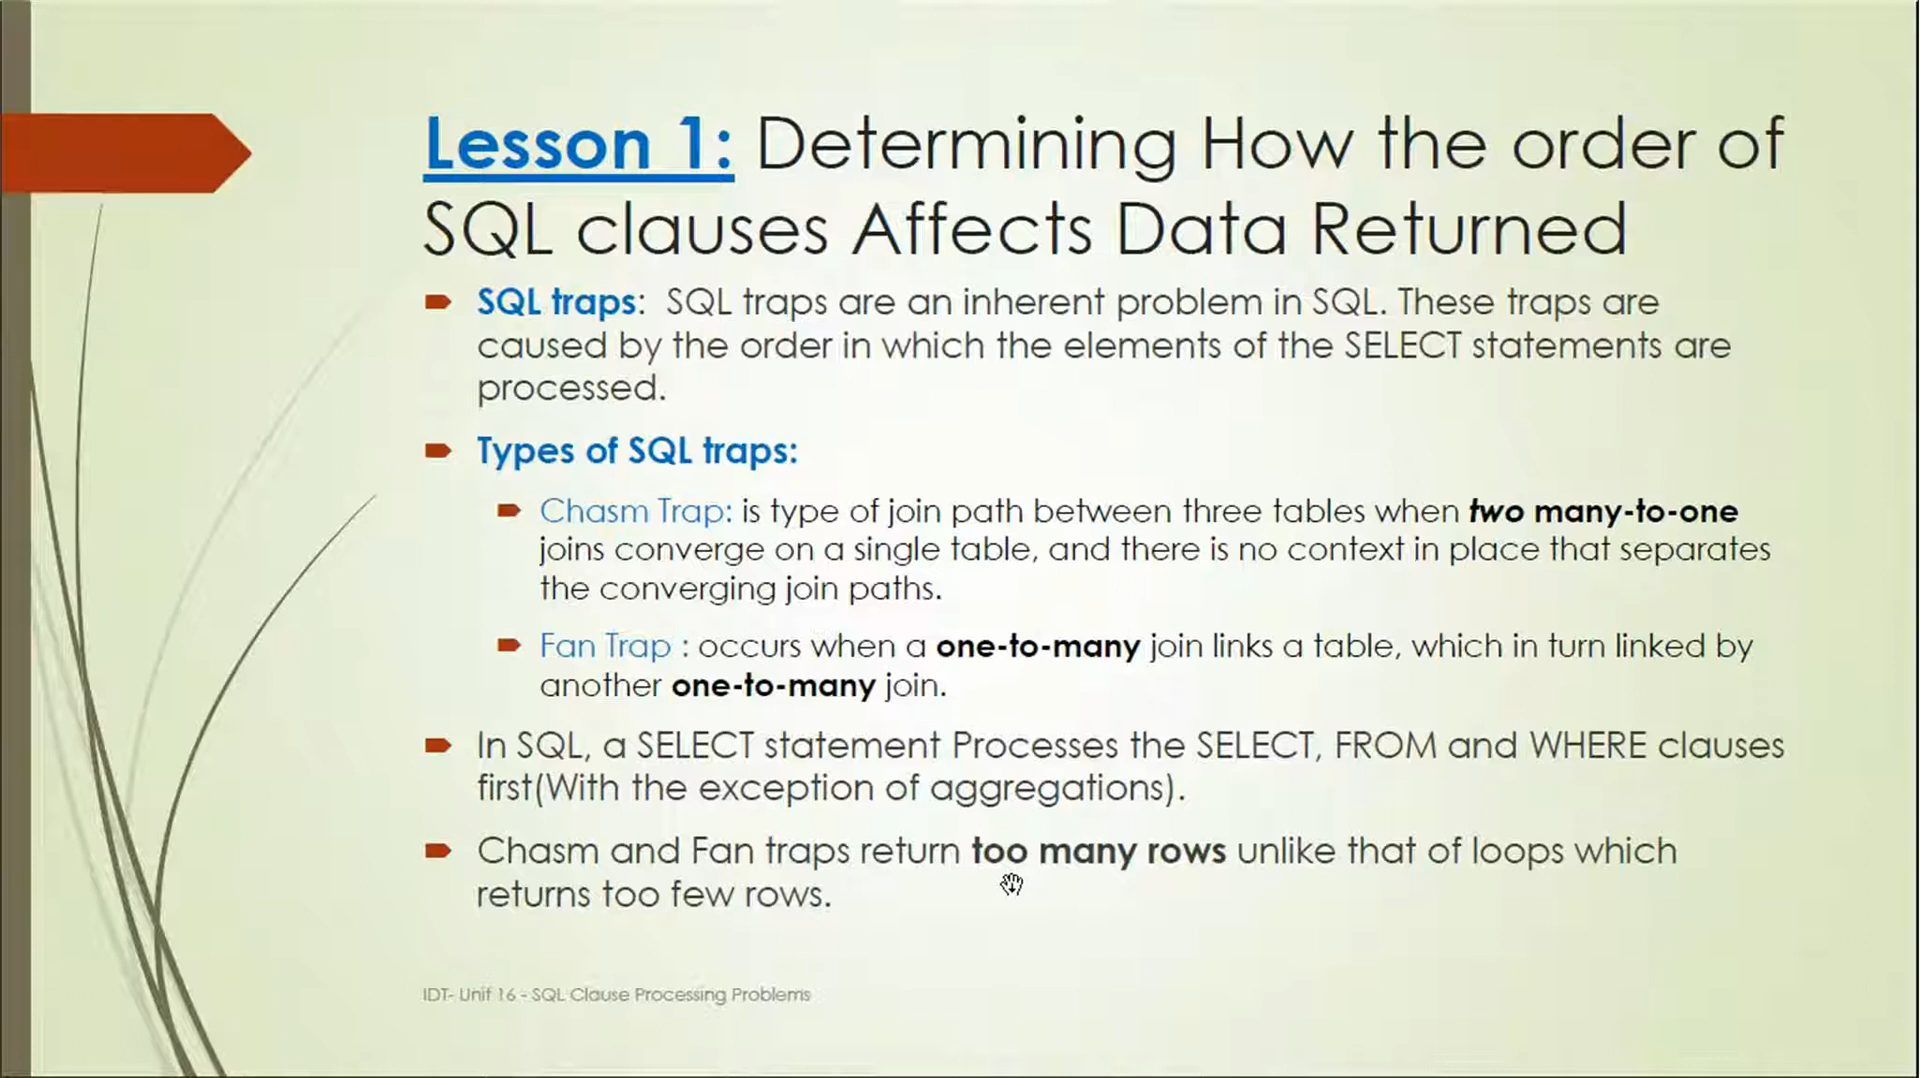 Lesson 1: Determining How the order of
SQL clauses Affects Data Returned
SQL traps: SQL traps are an inherent problem in SQL. These traps are
caused by the order in which the elements of the SELECT statements are
processed.
Types of SQL traps:
Chasm Trap: is type of join path between three tables when two many-to-one
joins converge on a single table, and there is no context in place that separates
the converging join paths.
Fan Trap : occurs when a one-to-many join links a table, which in turn linked by
another one-to-many join.
In SQL, a SELECT statement Processes the SELECT, FROM and WHERE clauses
first(With the exception of aggregations).
Chasm and Fan traps return too many rows unlike that of loops which
returns too few rows.
IDT- Unif 16 - SQL Clause Processing Problems